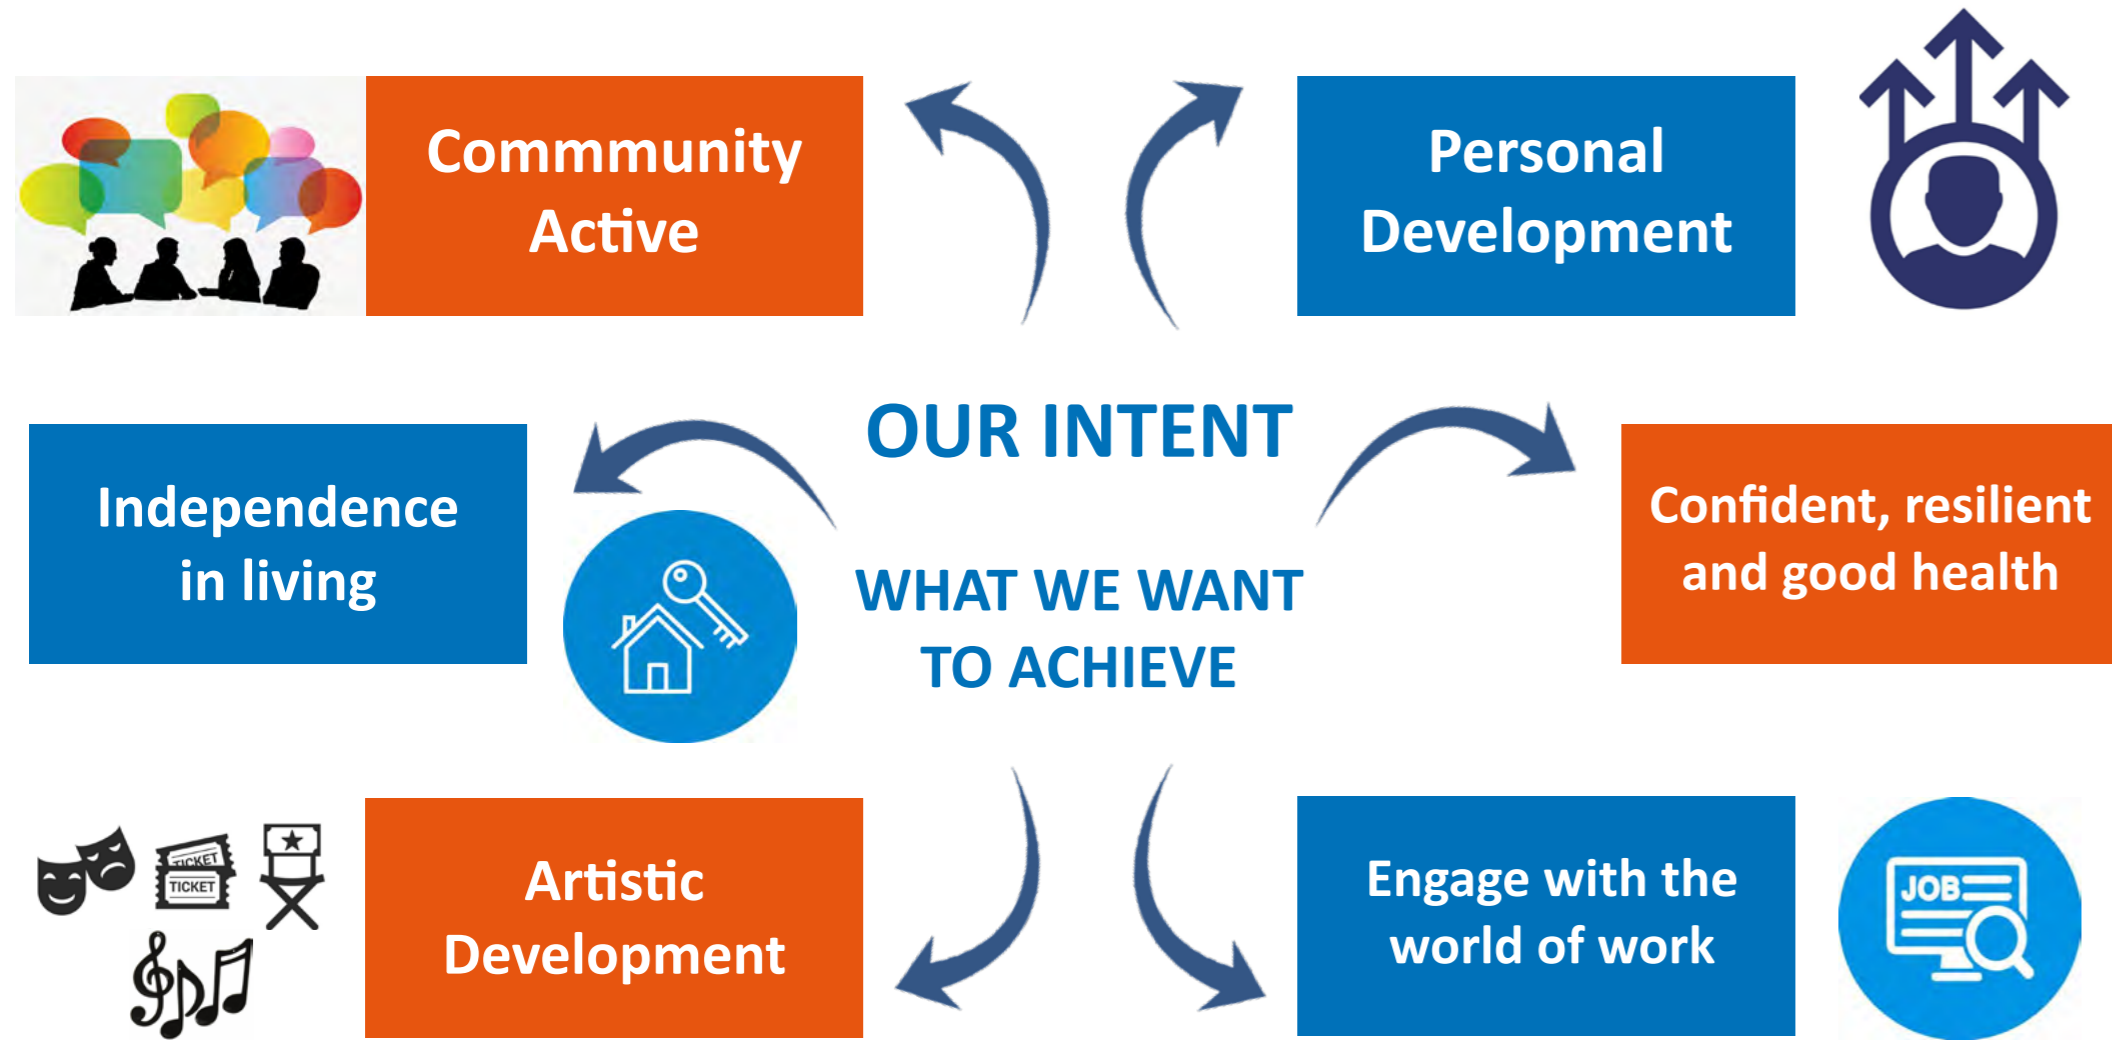 Commmunity
Active
Personal
Development
OUR INTENT
Independence
in living
Confident, resilient
and good health
WHAT WE WANT
TO ACHIEVE
TICKET
TICKET
Artistic
Development
Engage with the
world of work
JOB